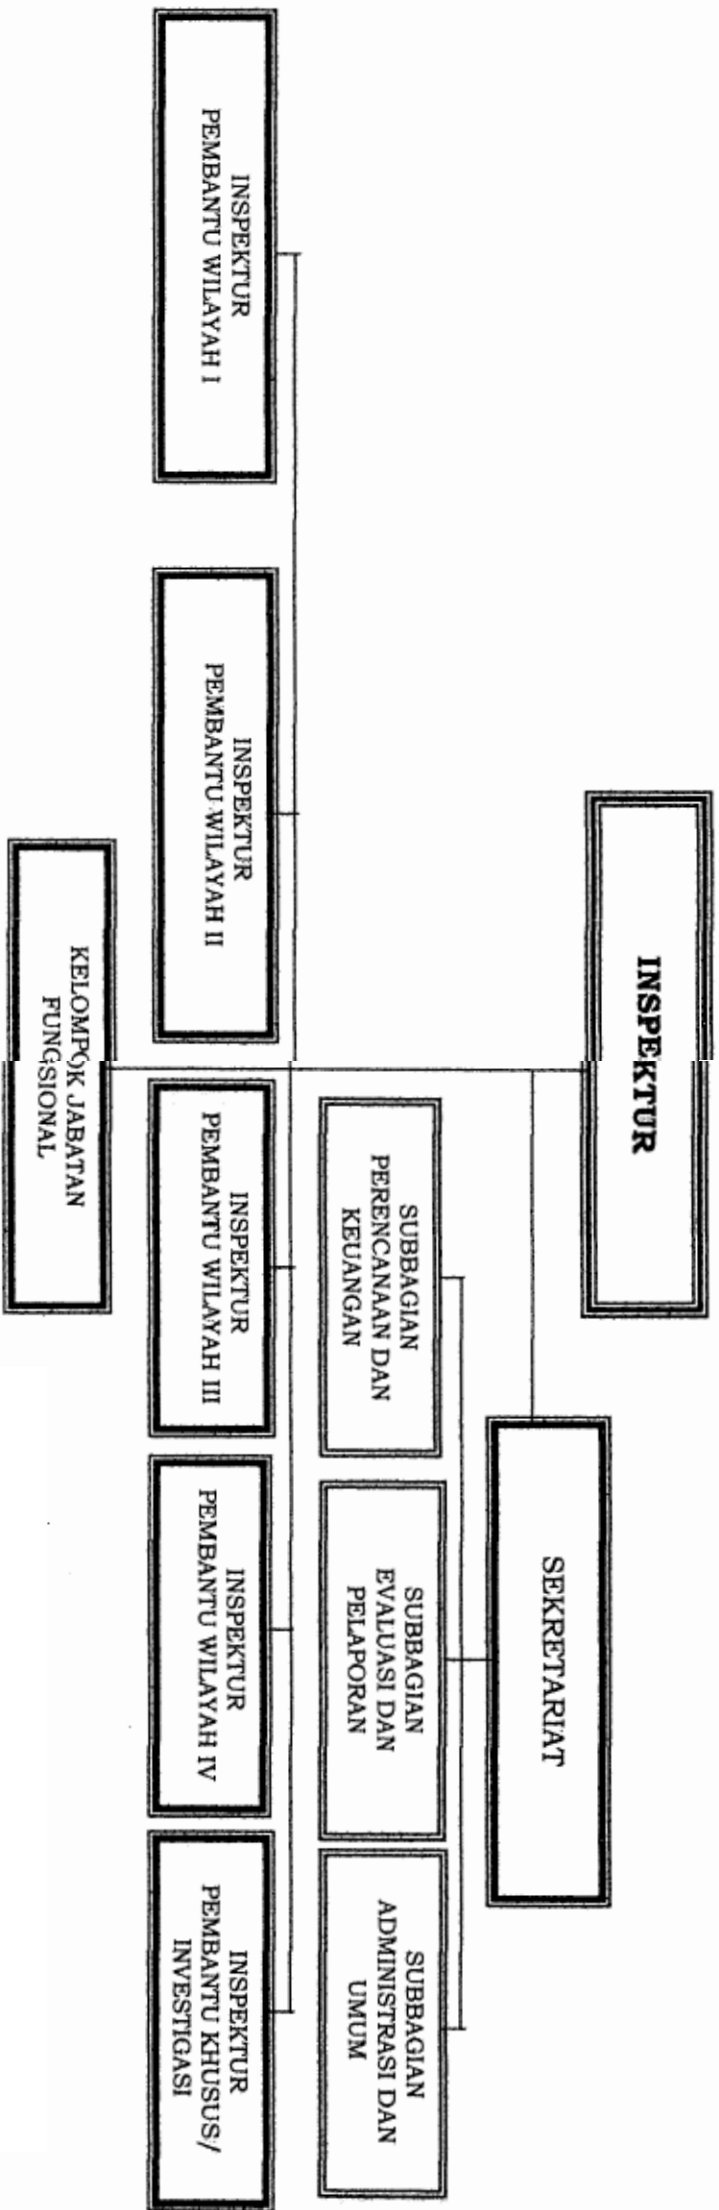 INSPEKTUR
SEKRETARIAT
SUBBAGIAN
PERENCANAAN DAN
KEUANGAN
SUBBAGIAN
EVALUASI DAN
PELAPORAN
SUBBAGIAN
ADMINISTRASI DAN
UMUM
INSPEKTUR
PEMBANTU WILAYAH I
INSPEKTUR
PEMBANTU WILAYAH II
INSPEKTUR
PEMBANTU WILAYAH III
INSPEKTUR
PEMBANTU WILAYAH IV
INSPEKTUR
PEMBANTU KHUSUS/
INVESTIGASI
KELOMPOK JABATAN
FUNGSIONAL